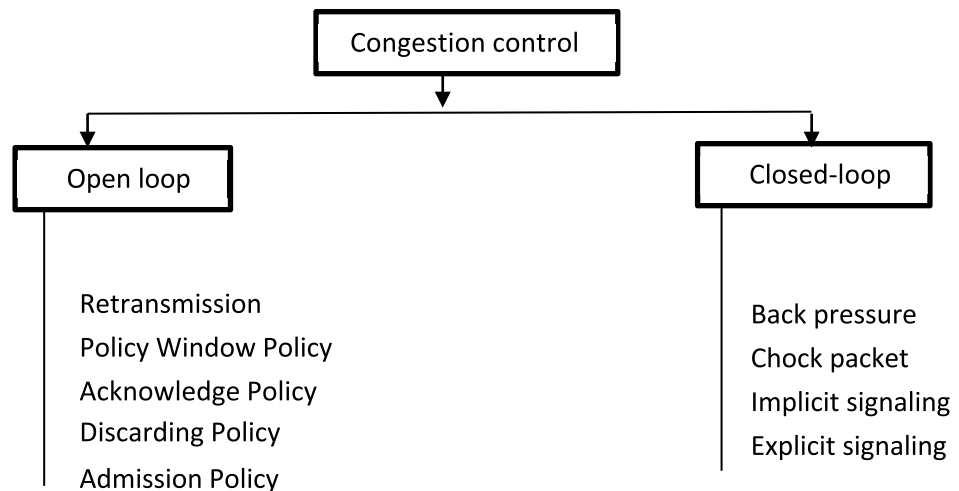 Congestion control
Open loop
Closed-loop
Retransmission
Policy Window Policy
Acknowledge Policy
Discarding Policy
Admission Policy
Back pressure
Chock packet
Implicit signaling
Explicit signaling